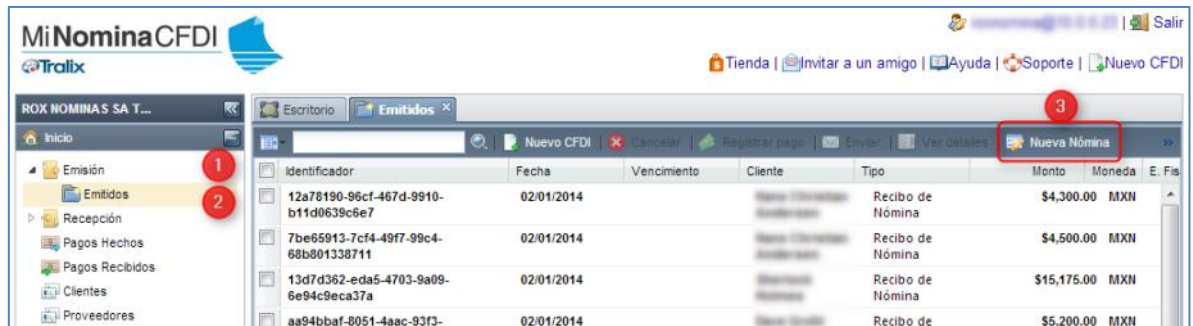 MiNominaCFDI
Tralix
| Salir
Tienda | Invitar a un amigo | Ayuda | Soporte | Nuevo CFDI
ROX NOMINAS SA T...
Inicio
1
Emisión
Emitidos
2
Recepción
Pagos Hechos
Pagos Recibidos
Clientes
Proveedores
Escritorio
Emitidos
3
Nuevo CFDI | Cancelar | Registrar pago | Enviar | Ver detalles
Nueva Nómina
Identificador Fecha Vencimiento Cliente Tipo Monto Moneda E. Fis
12a78190-96cf-467d-9910- 02/01/2014 Recibo de $4,300.00 MXN
b11d0639c6e7 Nómina
7be65913-7cf4-49f7-99c4- 02/01/2014 Recibo de $4,500.00 MXN
68b801338711 Nómina
13d7d362-eda5-4703-9a09- 02/01/2014 Recibo de $15,175.00 MXN
6e94c9eca37a Nómina
aa94bbaf-8051-4aac-93f3- 02/01/2014 Recibo de $5,200.00 MXN